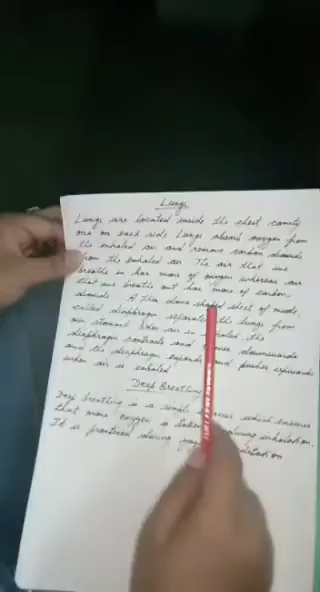 Lungs
Lungs are located inside the chest cavity
one on each side Lungs absorb oxygen from
the inhaled air and remove carbon dioxide
from the exhaled air. The air that we
breathe in has more of oxygen whereas air
that we breathe out has more of carbon
dioxide. A thin dome shaped sheet of muscle
called diaphragm separates the lungs from
our stomach. When air is inhaled the
diaphragm contracts and downwards
and the diaphragm expands and pushes upwards
when air is exhaled
Deep Breathing
Deep breathing is a simple which ensures
that more oxygen is taken during inhalation.
It is practiced during